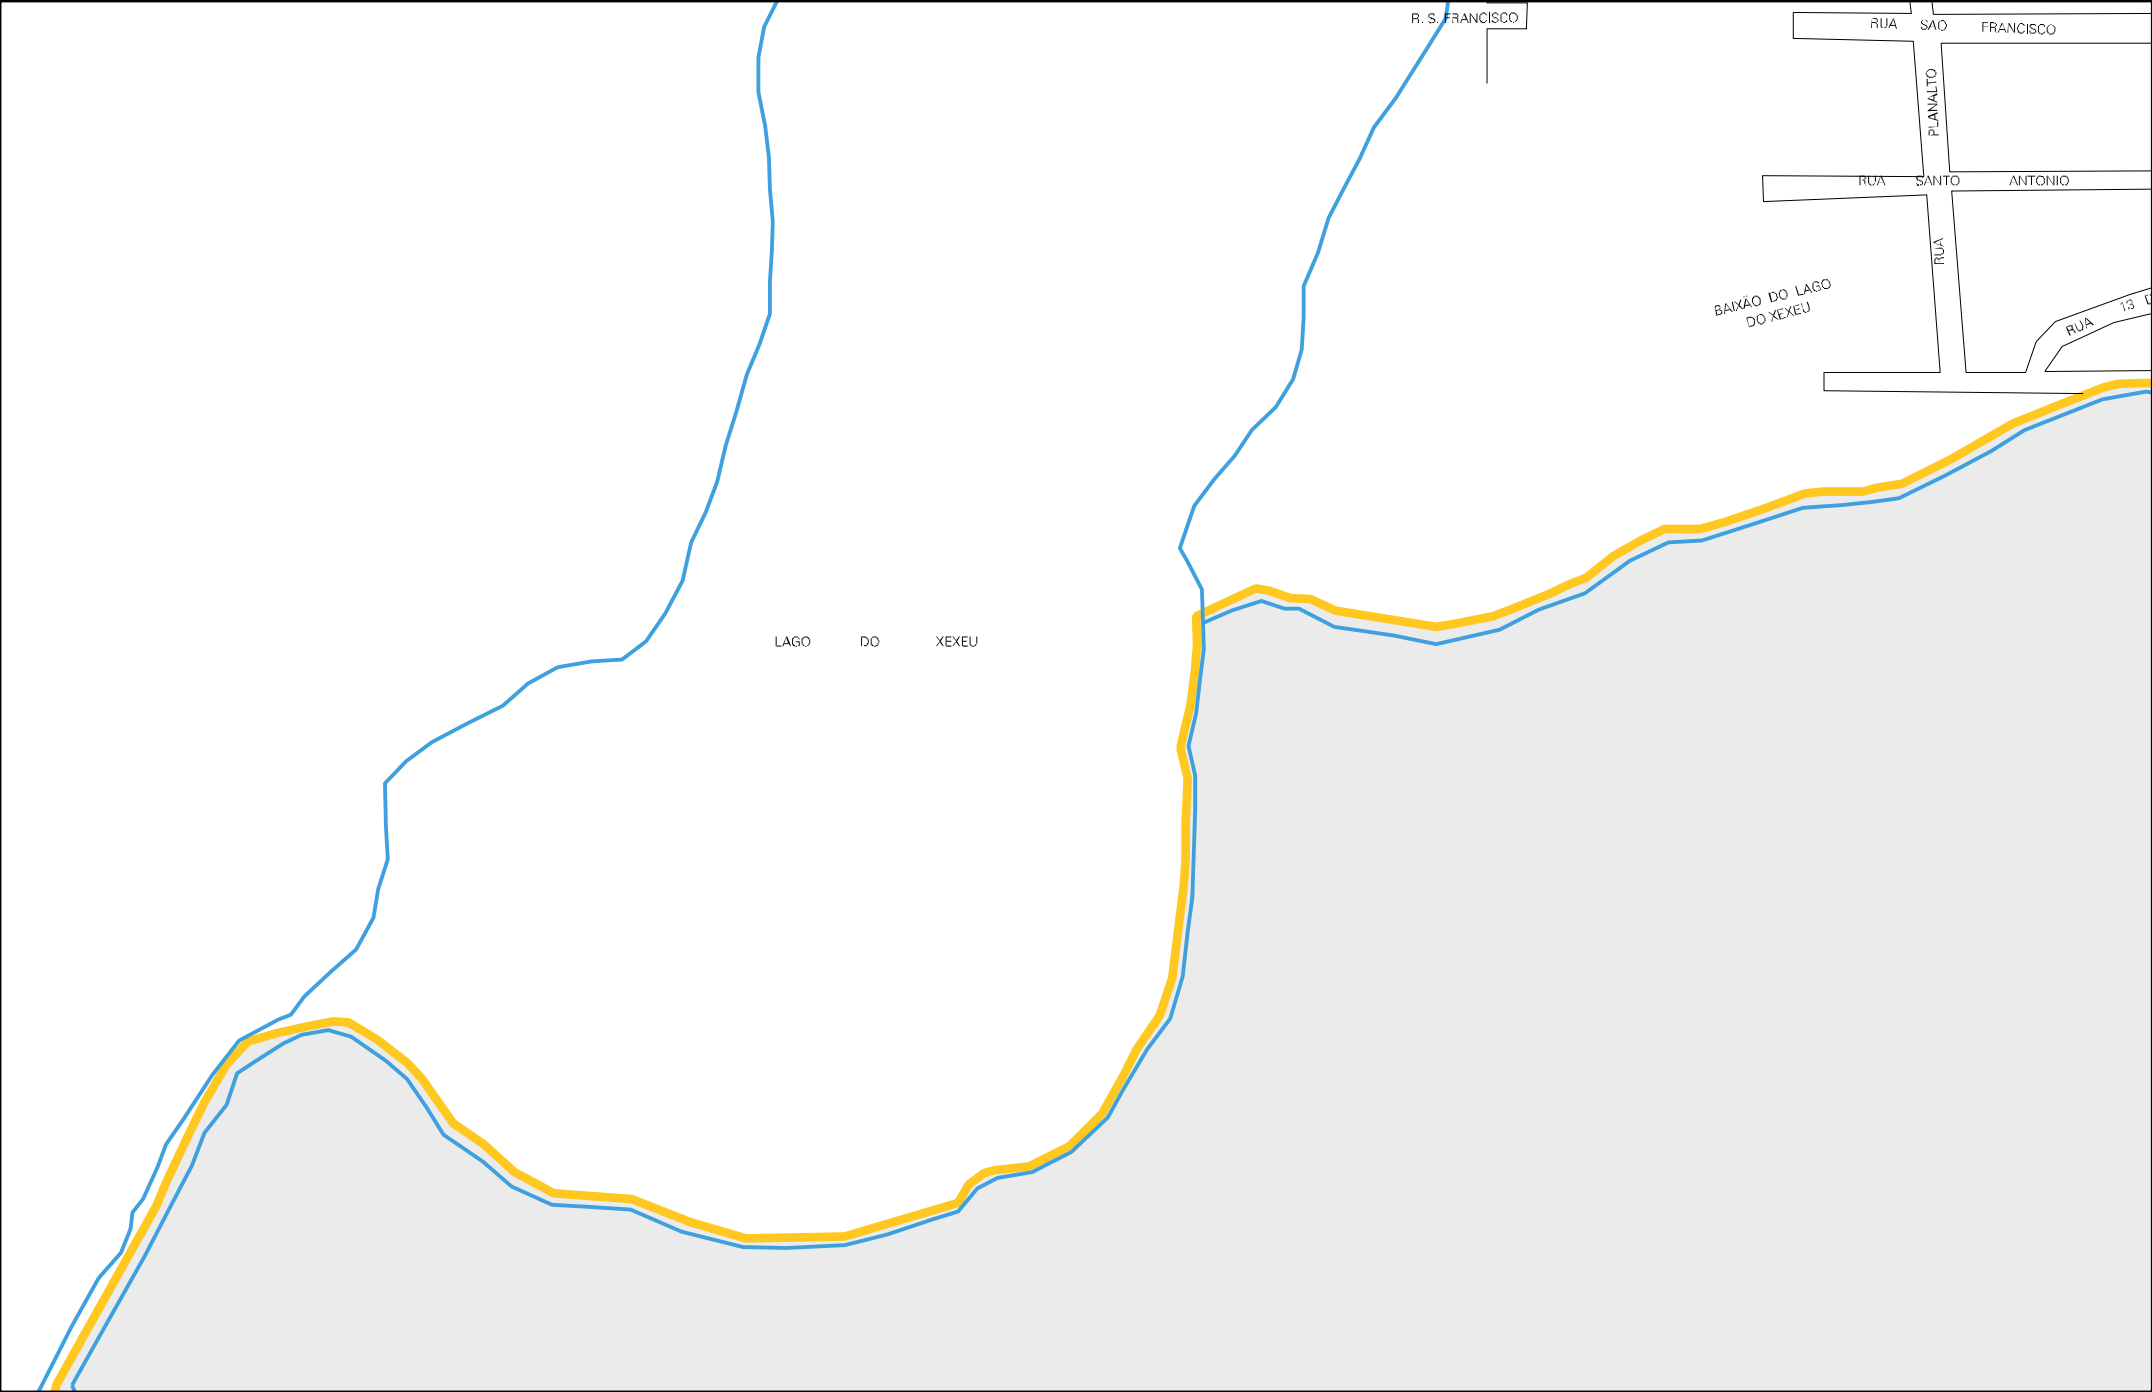 R. S. FRANCISCO
RUA SAO FRANCISCO
PLANALTO
RUA SANTO ANTONIO
RUA
BAIXÃO DO LAGO
DO XEXEU
RUA 13 D
LAGO DO XEXEU